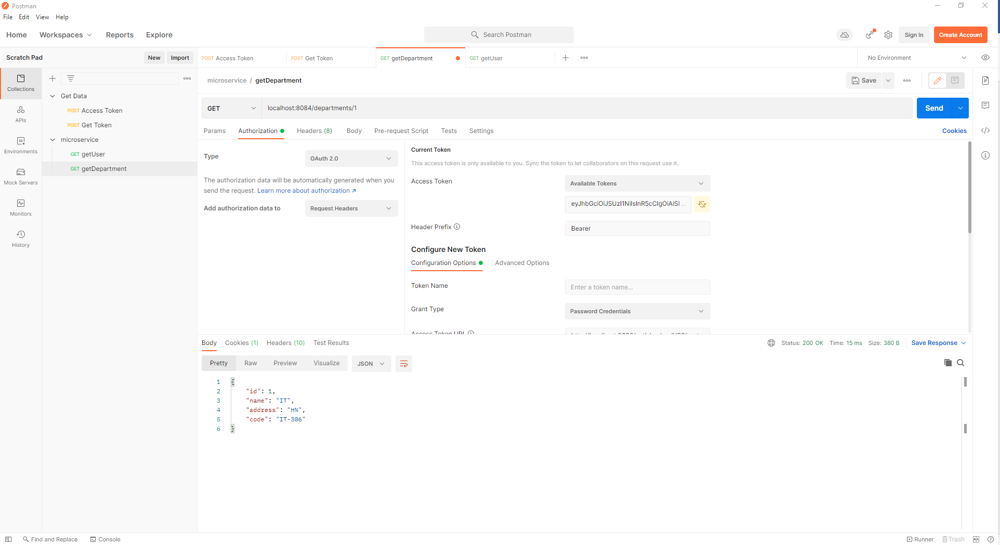 Postman
File Edit View Help
Home Workspaces Reports Explore
Search Postman
Sign In
Create Account
Scratch Pad
New
Import
POST Access Token
POST Get Token
GET getDepartment
GET getUser
No Environment
Collections
APIs
Environments
Mock Servers
Monitors
History
Get Data
POST Access Token
POST Get Token
microservice
GET getUser
GET getDepartment
microservice / getDepartment
Save
GET
localhost:8084/departments/1
Send
Params Authorization Headers (8) Body Pre-request Script Tests Settings
Cookies
Type
OAuth 2.0
The authorization data will be automatically generated when you
send the request. Learn more about authorization ↗
Add authorization data to
Request Headers
Current Token
This access token is only available to you. Sync the token to let collaborators on this request use it.
Access Token
Available Tokens
eyJhbGciOiJSUzI1NiIsInR5cCIgOiAiSl ...
Header Prefix
Bearer
Configure New Token
Configuration Options
Advanced Options
Token Name
Enter a token name...
Grant Type
Password Credentials
Access Token URL
Body Cookies (1) Headers (10) Test Results
Status: 200 OK Time: 15 ms Size: 380 B
Save Response
Pretty Raw Preview Visualize
JSON
1 {
2 "id": 1,
3 "name": "IT",
4 "address": "HN",
5 "code": "IT-306"
6 }
Find and Replace
Console
Runner
Trash